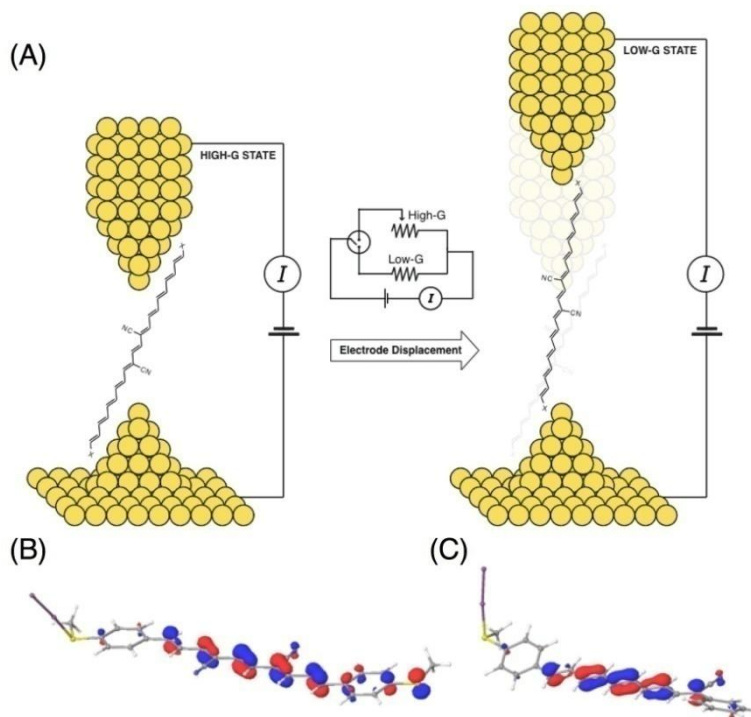 (A)
LOW-G STATE
HIGH-G STATE
High-G
Low-G
I
I
I
Electrode Displacement
X
NC
CN
X
X
NC
CN
X
(B)
(C)